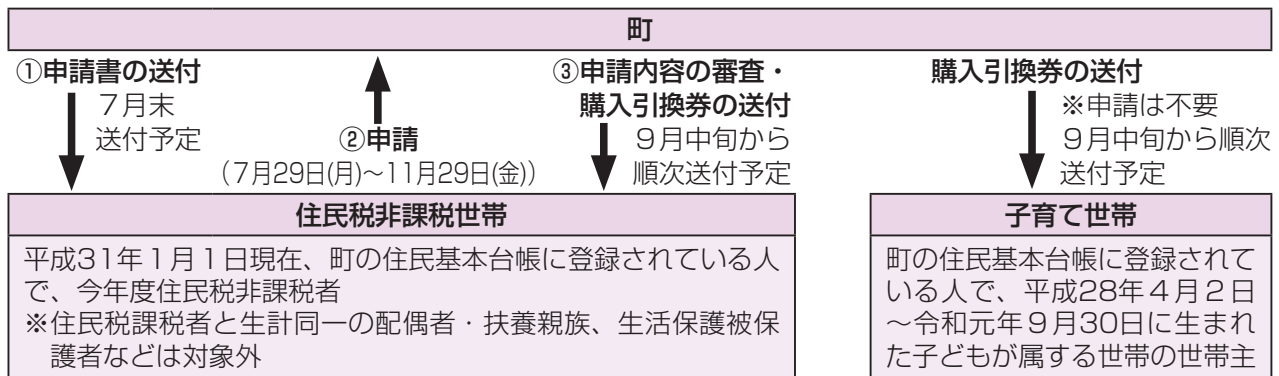 町
①申請書の送付
7月末
送付予定
②申請
（7月29日(月)〜11月29日(金)）
③申請内容の審査・
購入引換券の送付
9月中旬から
順次送付予定
購入引換券の送付
※申請は不要
9月中旬から順次
送付予定
住民税非課税世帯
平成31年1月1日現在、町の住民基本台帳に登録されている人
で、今年度住民税非課税者
※住民税課税者と生計同一の配偶者・扶養親族、生活保護被保
護者などは対象外
子育て世帯
町の住民基本台帳に登録されて
いる人で、平成28年4月2日
〜令和元年9月30日に生まれ
た子どもが属する世帯の世帯主